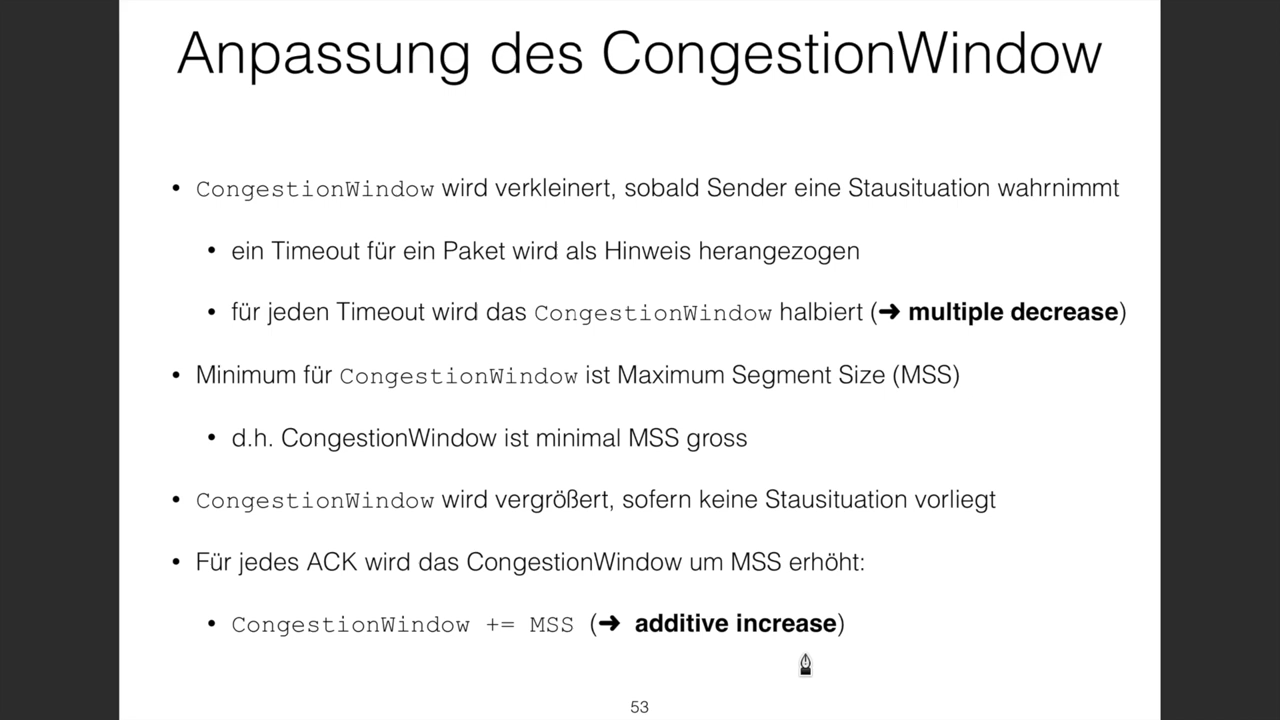 Anpassung des CongestionWindow
• CongestionWindow wird verkleinert, sobald Sender eine Stausituation wahrnimmt
• ein Timeout für ein Paket wird als Hinweis herangezogen
• für jeden Timeout wird das CongestionWindow halbiert (➜ multiple decrease)
• Minimum für CongestionWindow ist Maximum Segment Size (MSS)
• d.h. CongestionWindow ist minimal MSS gross
• CongestionWindow wird vergrößert, sofern keine Stausituation vorliegt
• Für jedes ACK wird das CongestionWindow um MSS erhöht:
• CongestionWindow += MSS (➜ additive increase)
53